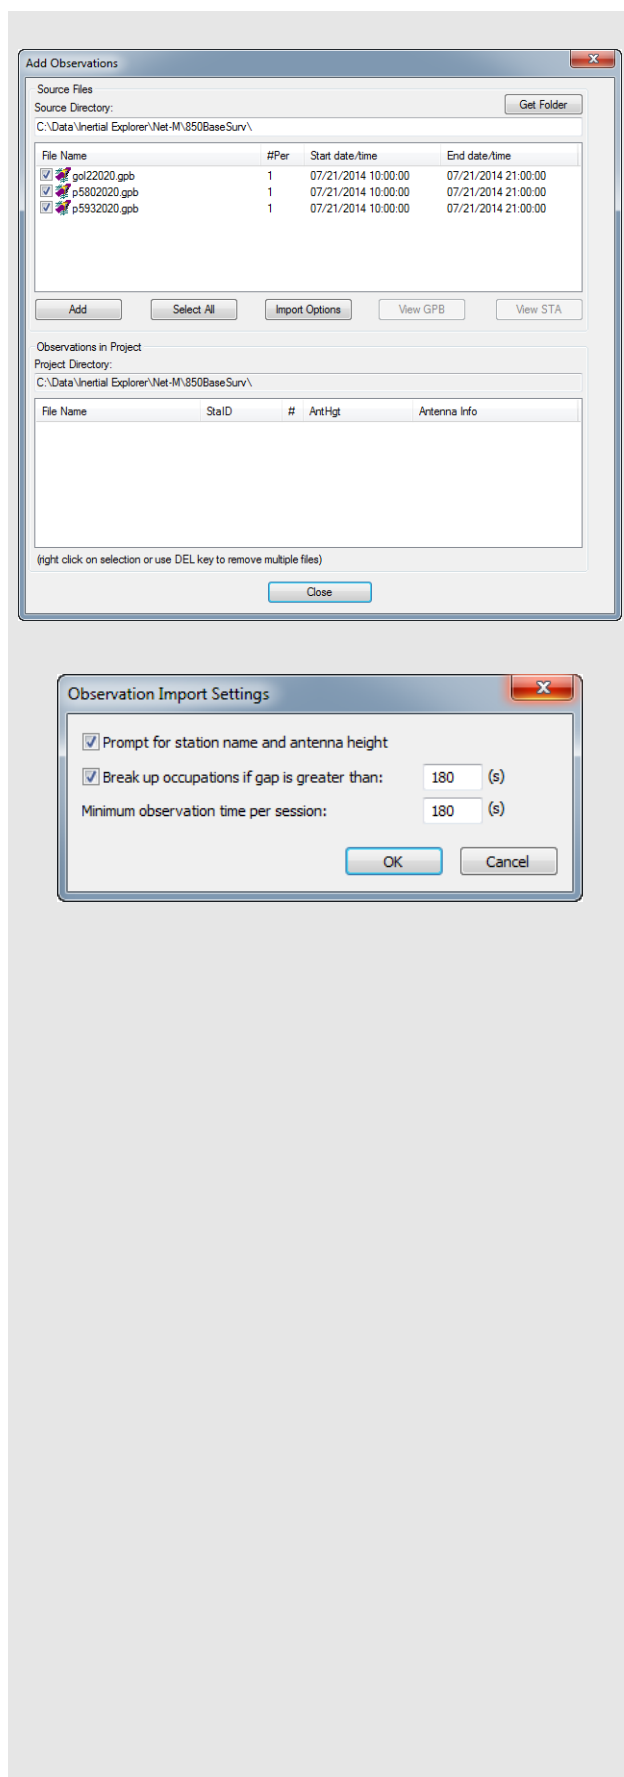 Add Observations
Source Files
Source Directory:
Get Folder
C:\Data\Inertial Explorer\Net-M\850BaseSurv\
File Name #Per Start date/time End date/time
gol22020.gpb 1 07/21/2014 10:00:00 07/21/2014 21:00:00
p5802020.gpb 1 07/21/2014 10:00:00 07/21/2014 21:00:00
p5932020.gpb 1 07/21/2014 10:00:00 07/21/2014 21:00:00
Add Select All Import Options View GPB View STA
Observations in Project
Project Directory:
C:\Data\Inertial Explorer\Net-M\850BaseSurv\
File Name StaID # AntHgt Antenna Info
(right click on selection or use DEL key to remove multiple files)
Close
Observation Import Settings
Prompt for station name and antenna height
Break up occupations if gap is greater than: 180 (s)
Minimum observation time per session: 180 (s)
OK Cancel